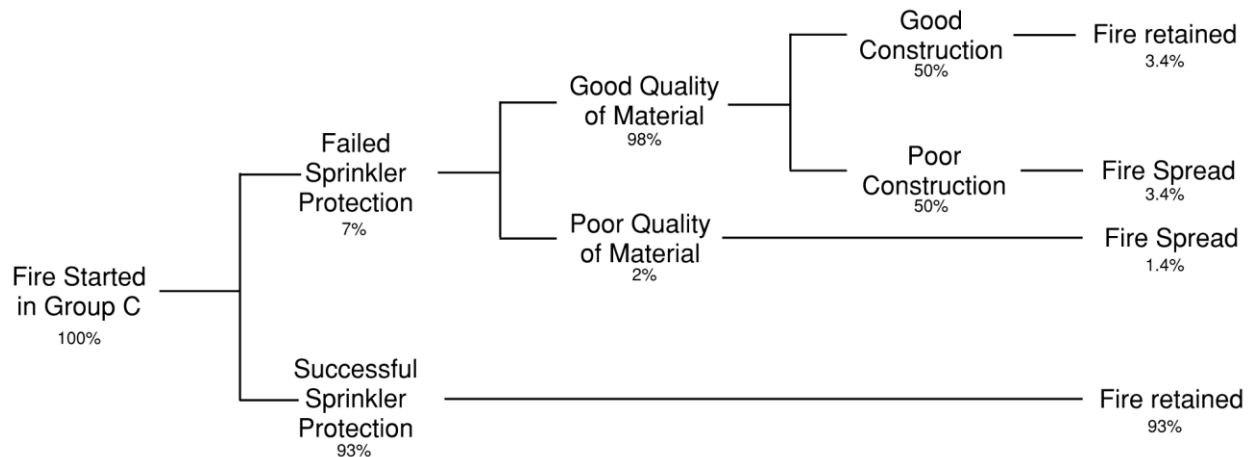 Good
Construction
50%
Fire retained
3.4%
Good Quality
of Material
98%
Failed
Sprinkler
Protection
7%
Poor
Construction
50%
Fire Spread
3.4%
Poor Quality
of Material
2%
Fire Spread
1.4%
Fire Started
in Group C
100%
Successful
Sprinkler
Protection
93%
Fire retained
93%